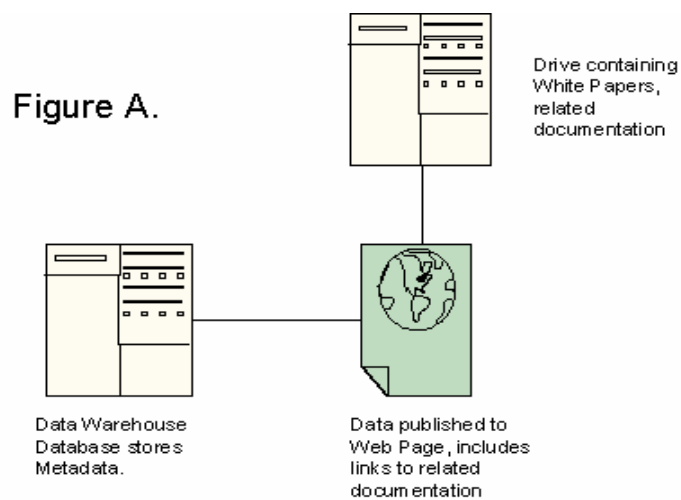 Figure A.
Drive containing
White Papers,
related
documentation
Data Warehouse
Database stores
Metadata.
Data published to
Web Page, includes
links to related
documentation